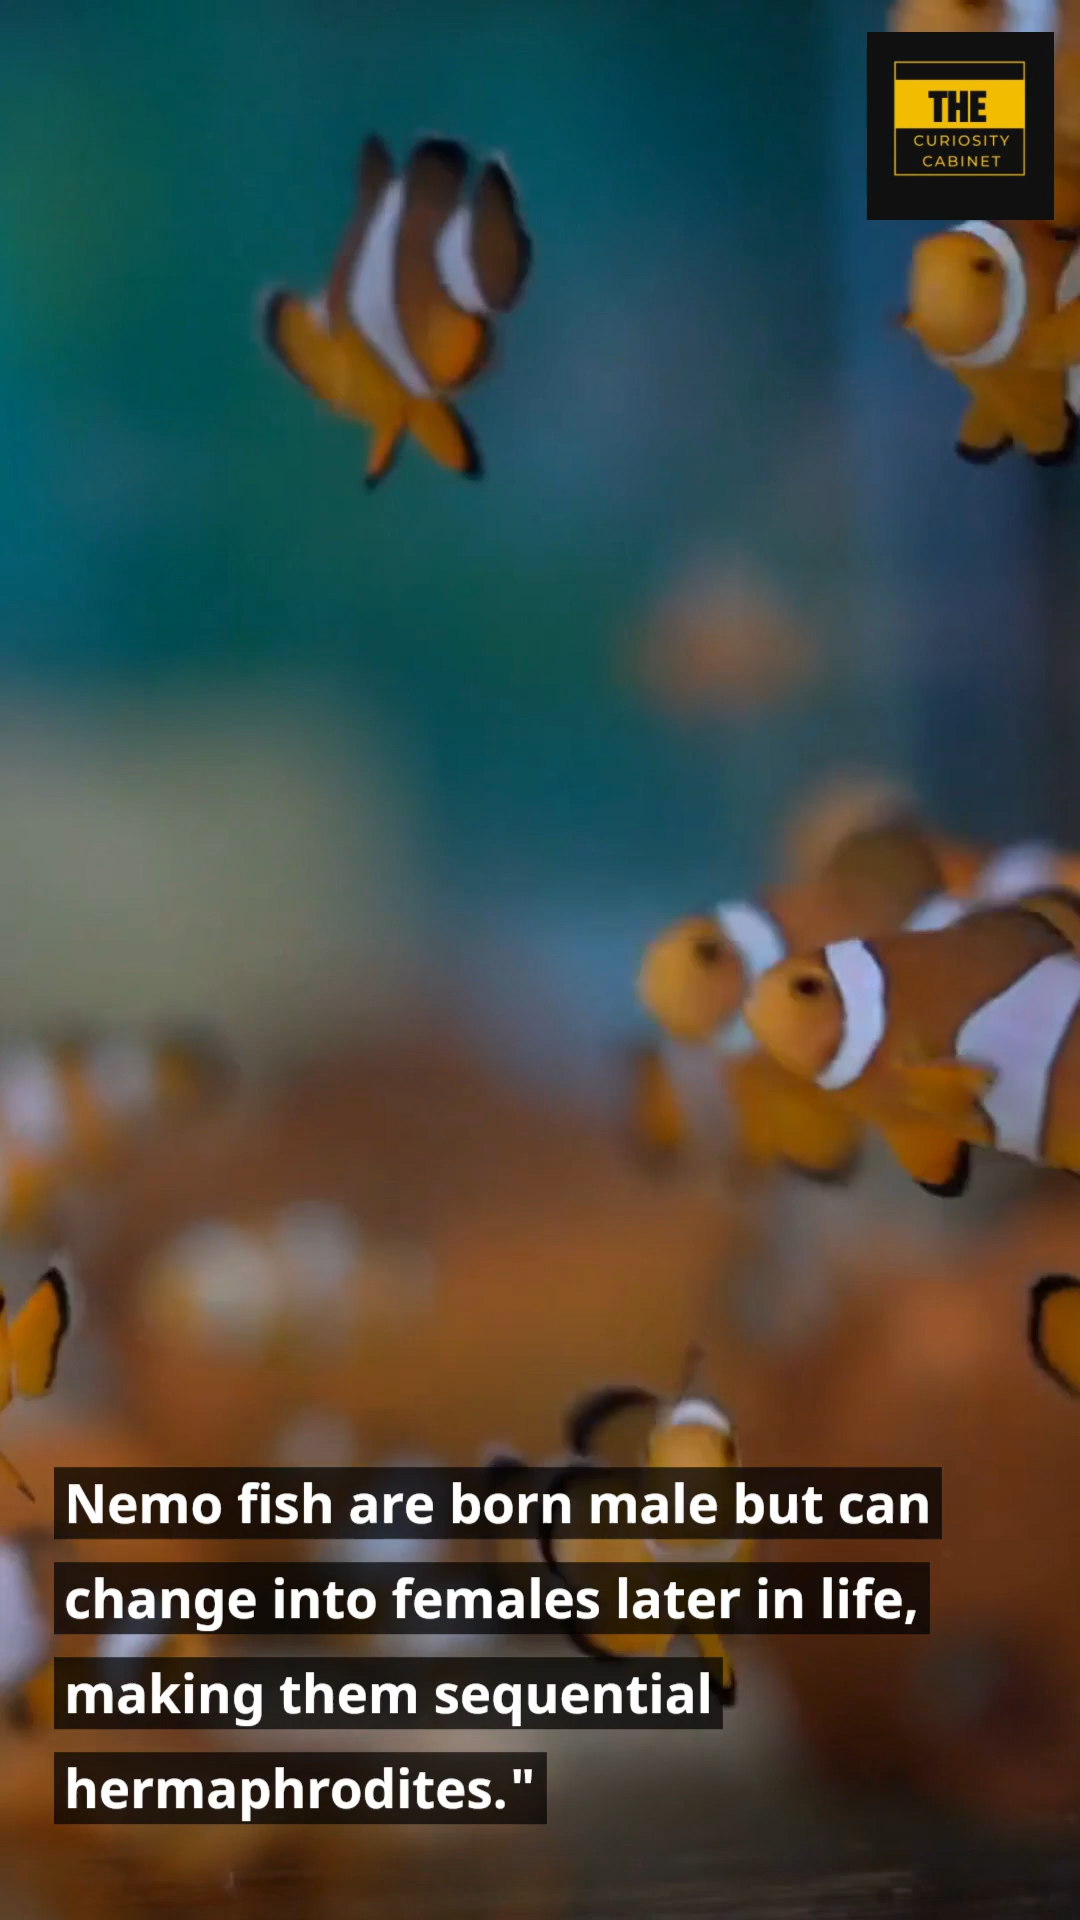 THE
CURIOSITY
CABINET
Nemo fish are born male but can
change into females later in life,
making them sequential
hermaphrodites."